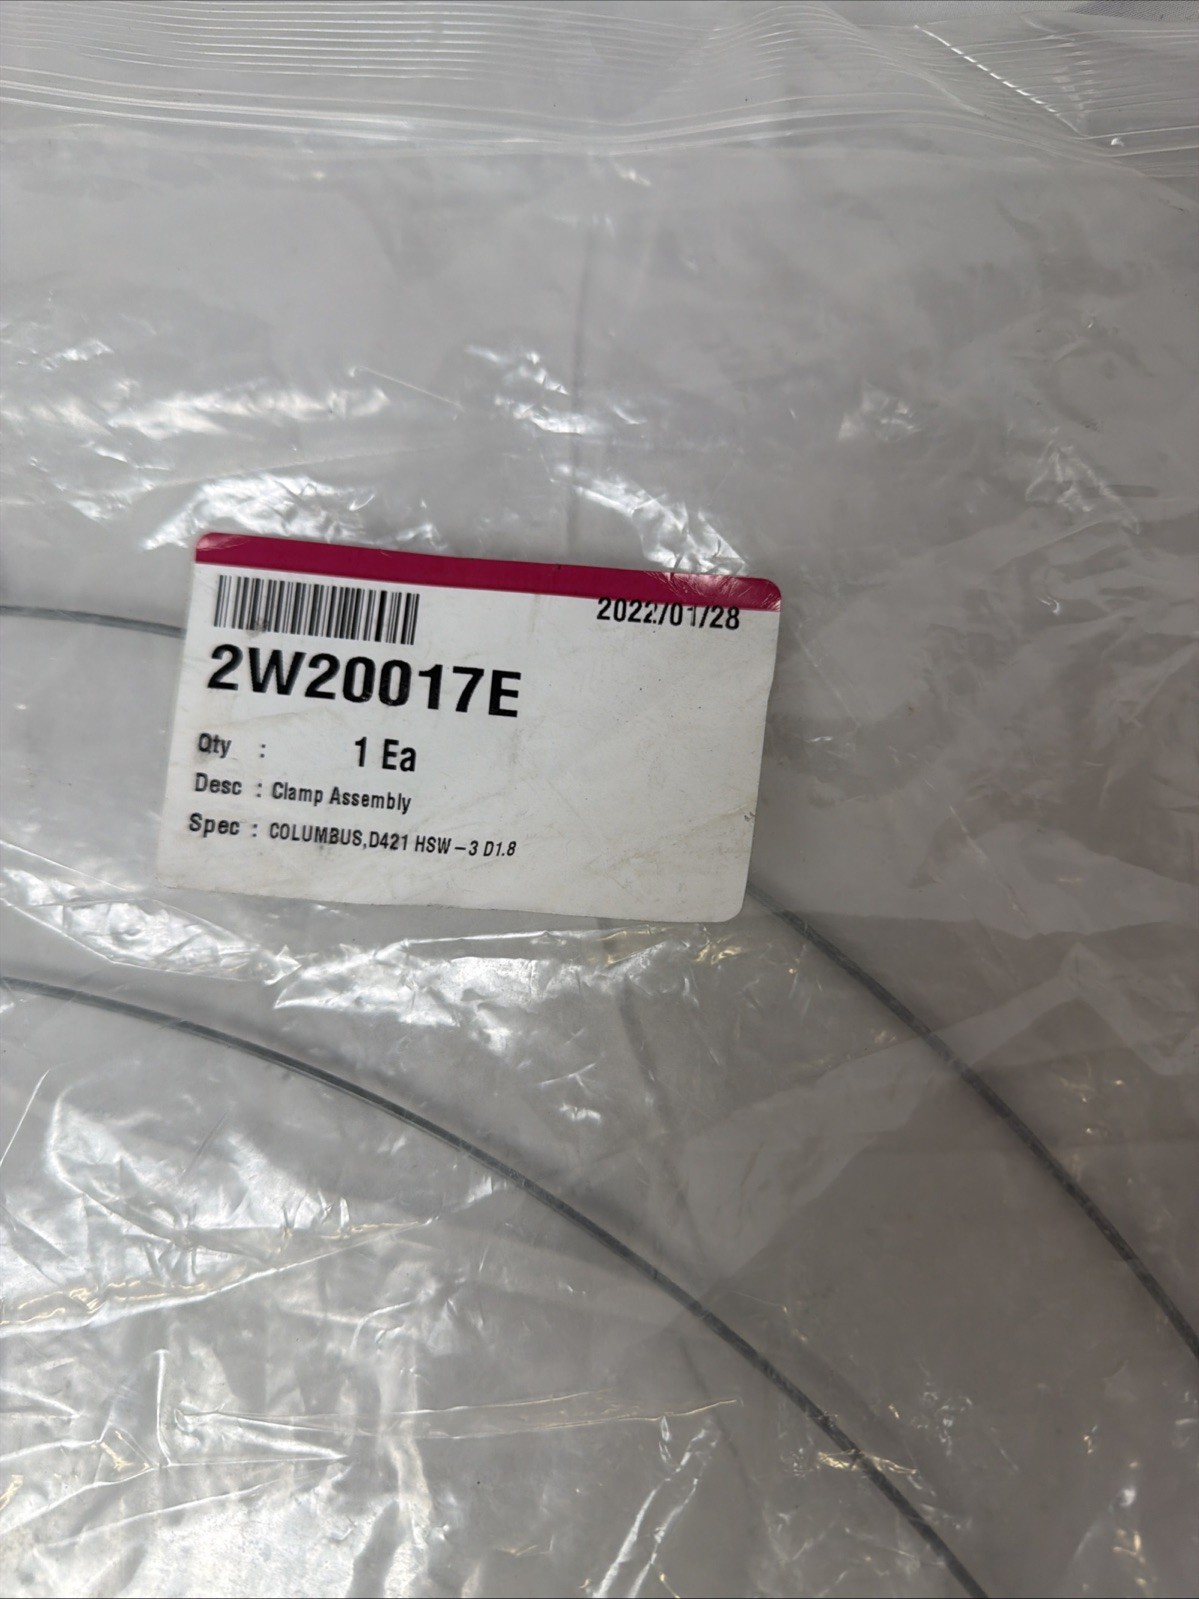 2022/01/28
2W20017E
Qty : 1 Ea
Desc : Clamp Assembly
Spec : COLUMBUS,D421 HSW-3 D1.8